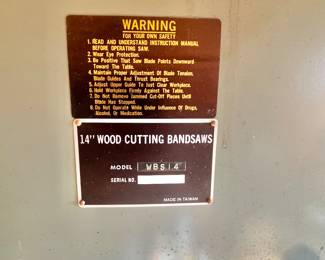 WARNING
FOR YOUR OWN SAFETY
1. READ AND UNDERSTAND INSTRUCTION MANUAL
BEFORE OPERATING SAW.
2. Wear Eye Protection.
3. Be Positive That Saw Blade Points Downward
Toward The Table.
4. Maintain Proper Adjustment Of Blade Tension,
Blade Guides And Thrust Bearings.
5. Adjust Upper Guide To Just Clear Workpiece.
6. Hold Workpiece Firmly Against The Table.
7. Do Not Remove Jammed Cut-Off Pieces Until
Blade Has Stopped.
8. Do Not Operate While Under Influence Of Drugs,
Alcohol, Or Medication.
14" WOOD CUTTING BANDSAWS
MODEL WBS14
SERIAL NO.
MADE IN TAIWAN